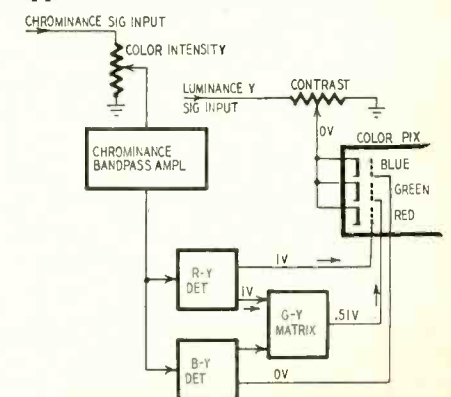 CHROMINANCE SIG INPUT
COLOR INTENSITY
LUMINANCE Y
SIG INPUT
CONTRAST
0V
COLOR PIX
BLUE
GREEN
RED
CHROMINANCE
BANDPASS AMPL
R-Y
DET
1V
1V
G-Y
MATRIX
.51V
B-Y
DET
0V